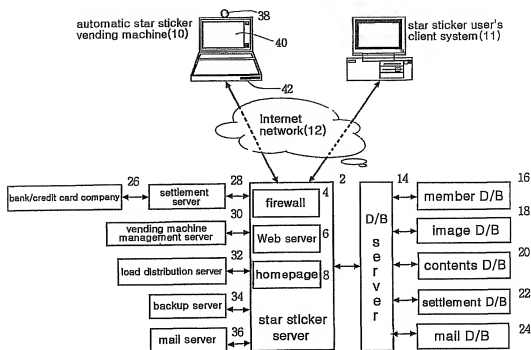 38
automatic star sticker
vending machine(10)
40
42
star sticker user's
client system(11)
Internet
network(12)
26
28
2
14
16
bank/credit card company
settlement
server
firewall
4
member D/B
30
18
vending machine
management server
Web server
6
D/B
server
image D/B
32
20
load distribution server
homepage
8
contents D/B
34
22
backup server
star sticker
server
settlement D/B
36
24
mail server
mail D/B